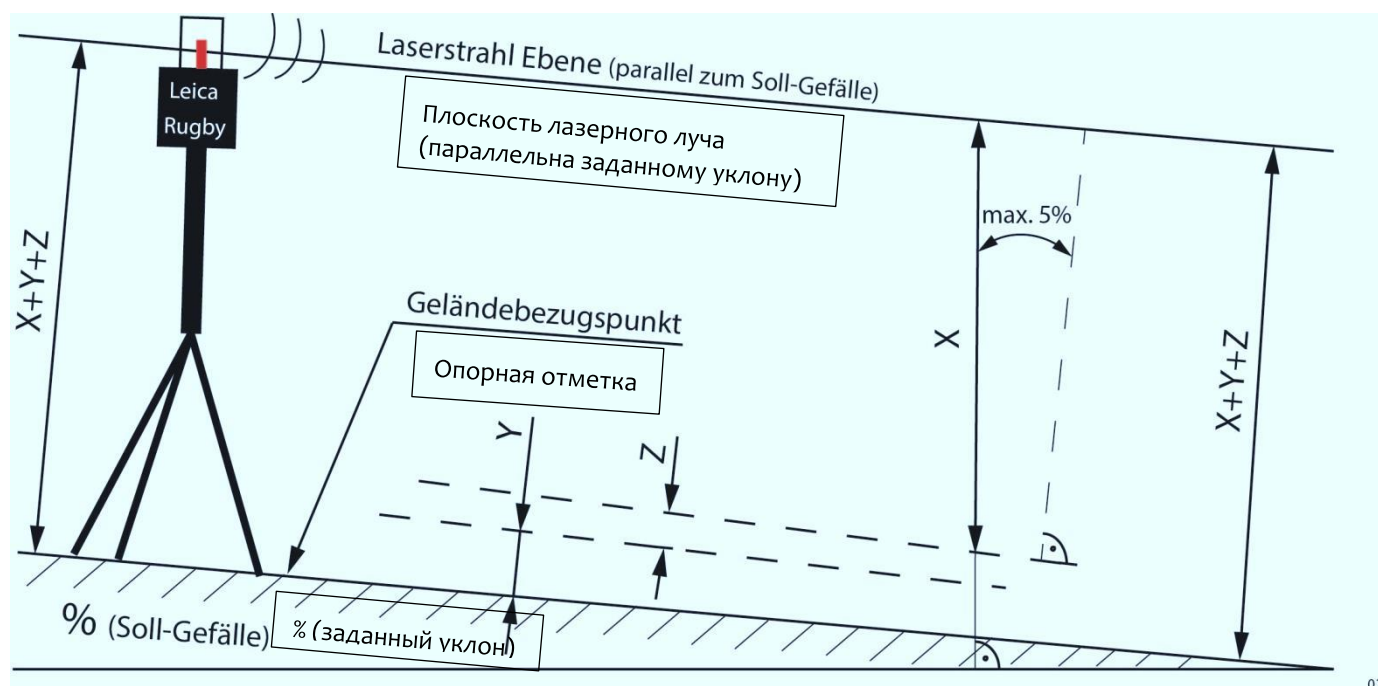 Leica
Rugby
Laserstrahl Ebene (parallel zum Soll-Gefälle)
Плоскость лазерного луча
(параллельна заданному уклону)
max. 5%
X+Y+Z
X
X+Y+Z
Geländebezugspunkt
Опорная отметка
Y
Z
% (Soll-Gefälle)
% (заданный уклон)